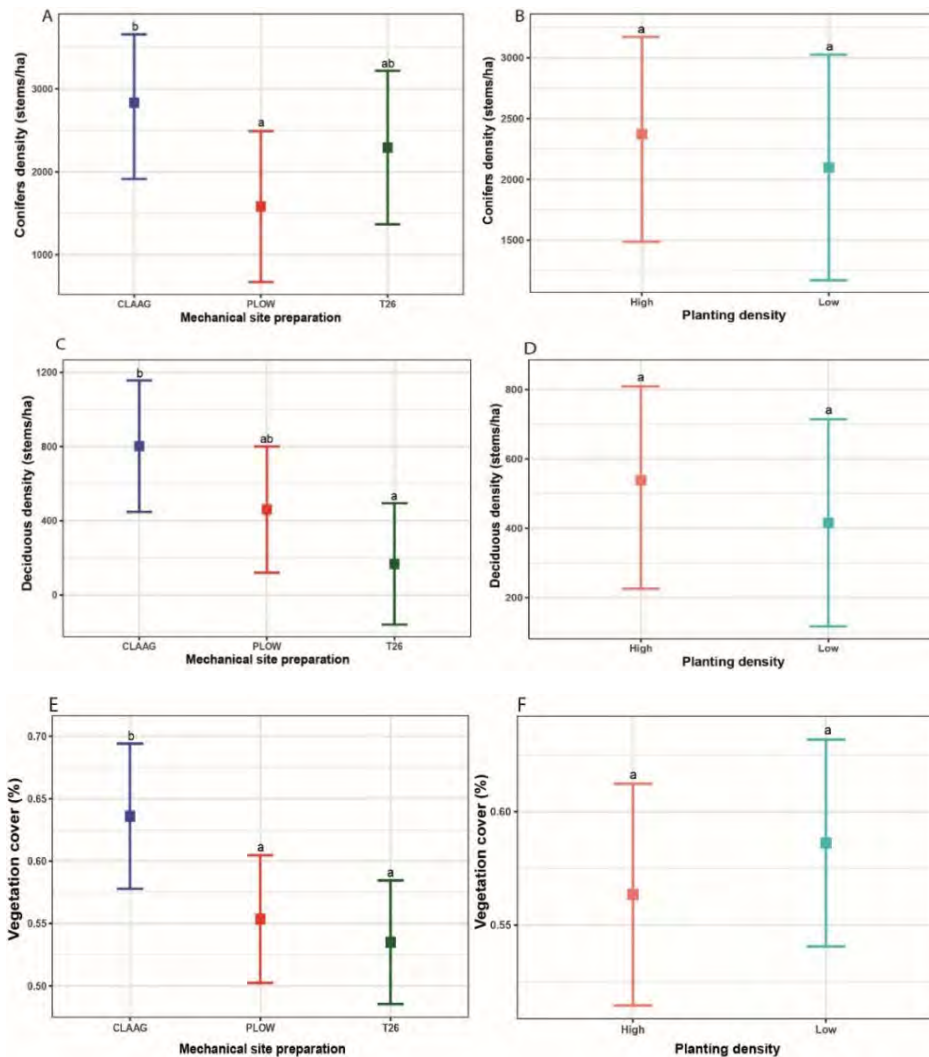 A
Conifers density (stems/ha)
3000
2000
1000
b
a
ab
CLAAG PLOW T26
Mechanical site preparation
B
Conifers density (stems/ha)
3000
2500
2000
1500
a
a
High Low
Planting density
C
Deciduous density (stems/ha)
1200
800
400
0
b
ab
a
CLAAG PLOW T26
Mechanical site preparation
D
Deciduous density (stems/ha)
800
600
400
200
a
a
High Low
Planting density
E
Vegetation cover (%)
0.70
0.65
0.60
0.55
0.50
b
a
a
CLAAG PLOW T26
Mechanical site preparation
F
Vegetation cover (%)
0.60
0.55
a
a
High Low
Planting density